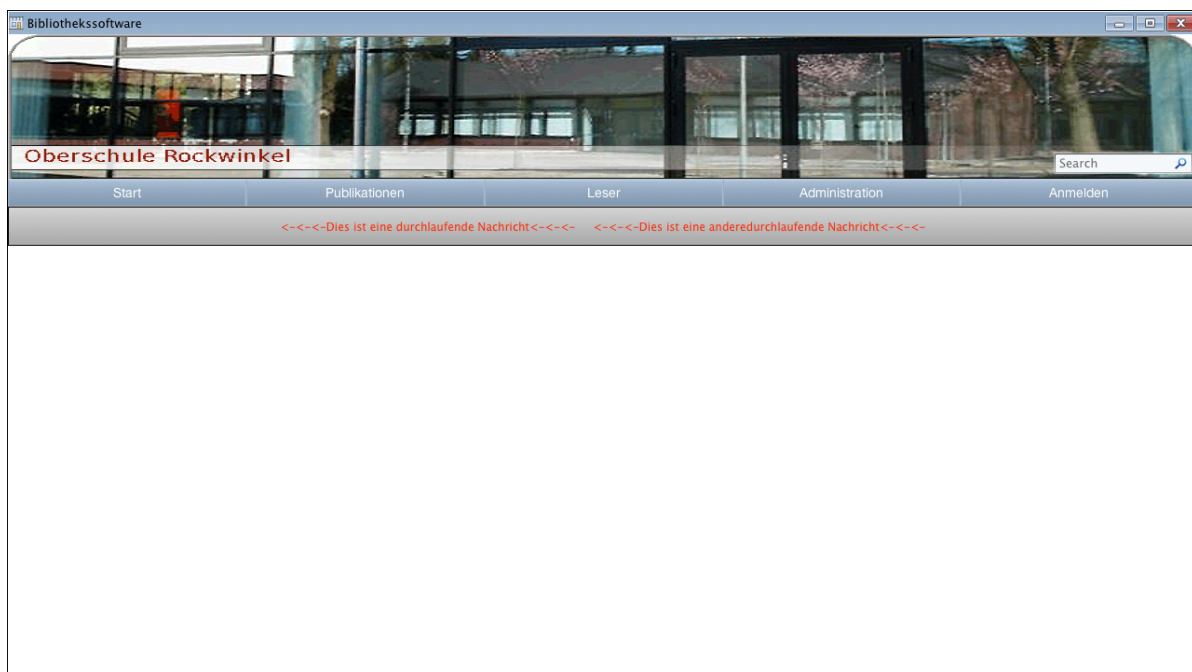 Bibliothekssoftware
Oberschule Rockwinkel
Search
Start Publikationen Leser Administration Anmelden
<-<-<-Dies ist eine durchlaufende Nachricht<-<-<- <-<-<-Dies ist eine anderedurchlaufende Nachricht<-<-<-